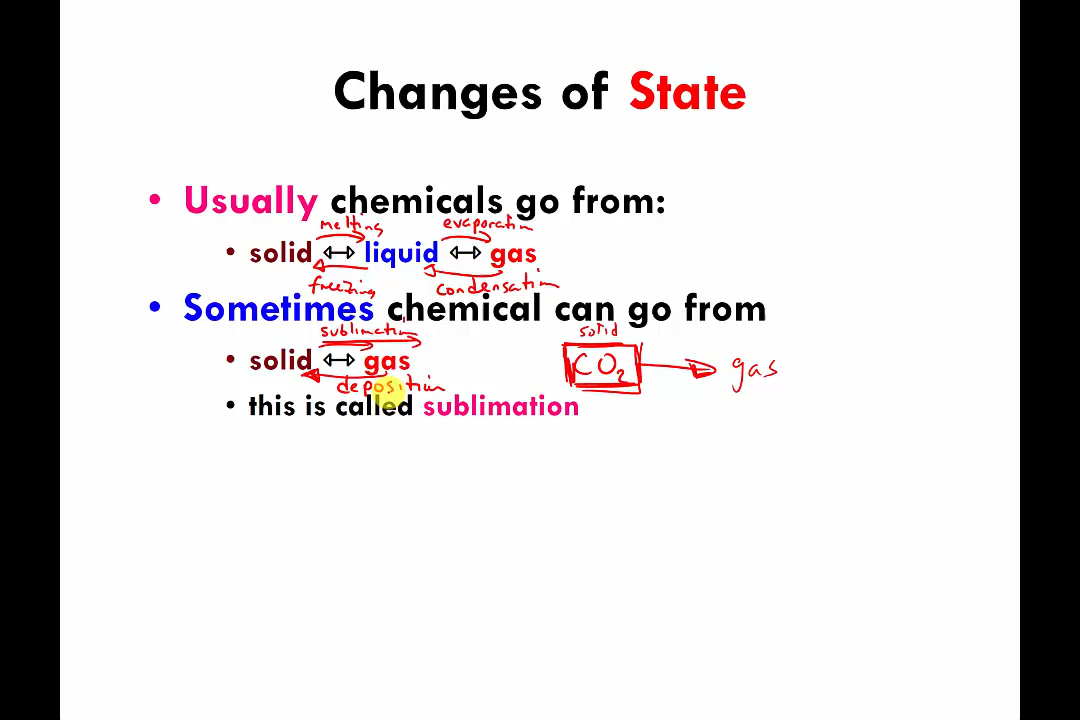 Changes of State
• Usually chemicals go from:
melting evaporation
• solid ⇔ liquid ⇔ gas
freezing condensation
• Sometimes chemical can go from
sublimation solid
• solid ⇔ gas CO₂ gas
deposition
• this is called sublimation